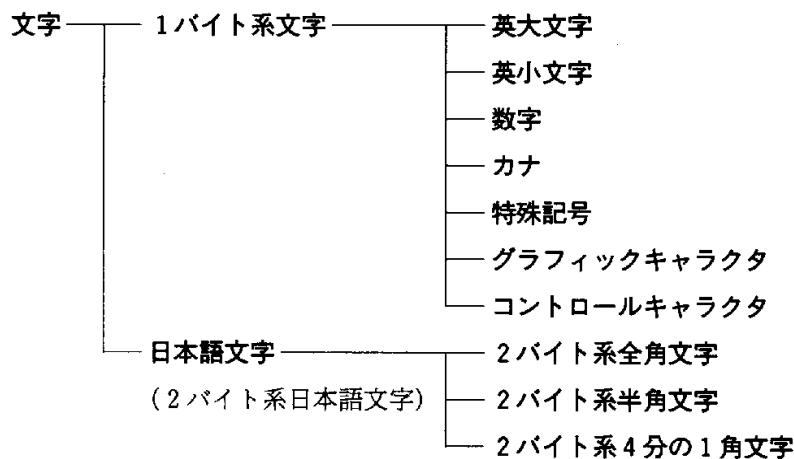 文字 1バイト系文字 英大文字
英小文字
数字
カナ
特殊記号
グラフィックキャラクタ
コントロールキャラクタ
日本語文字 2バイト系全角文字
(2バイト系日本語文字) 2バイト系半角文字
2バイト系4分の1角文字